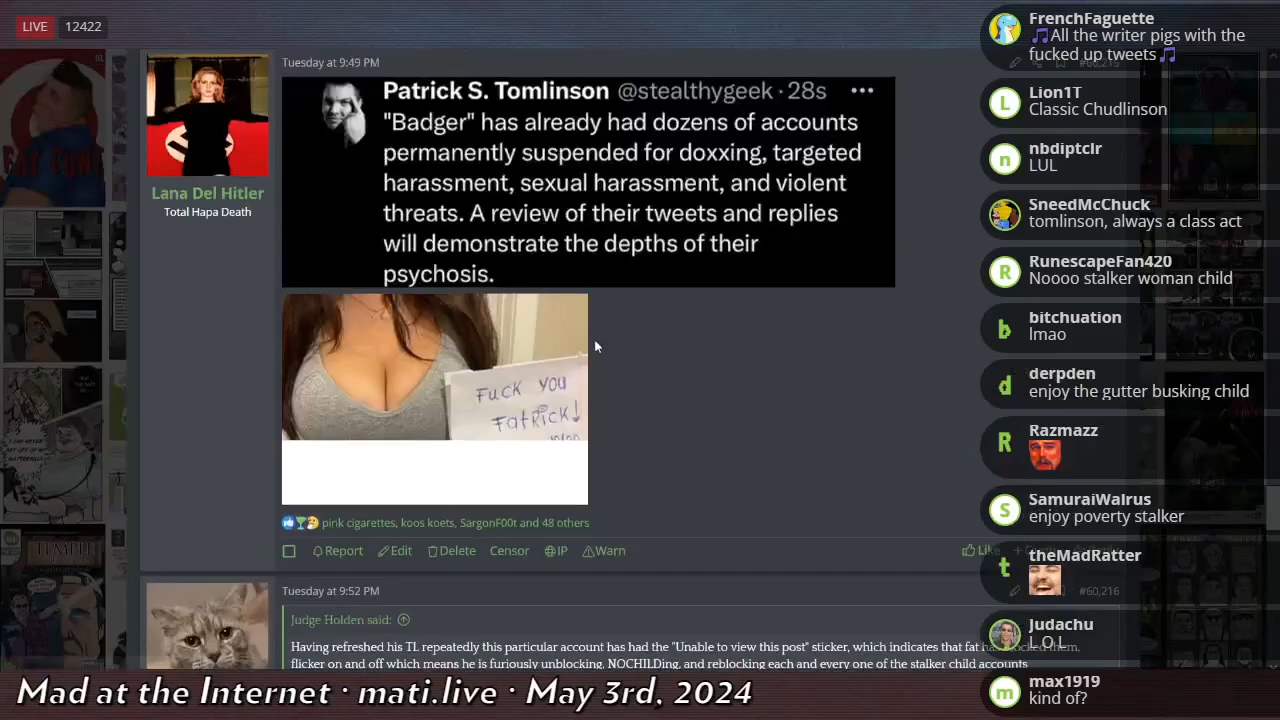 LIVE 12422
Tuesday at 9:49 PM
Lana Del Hitler
Total Hapa Death
Patrick S. Tomlinson @stealthygeek · 28s ···
"Badger" has already had dozens of accounts
permanently suspended for doxxing, targeted
harassment, sexual harassment, and violent
threats. A review of their tweets and replies
will demonstrate the depths of their
psychosis.
FUCK YOU
FatRICK!
pink cigarettes, koos koets, SargonF00t and 48 others
Report Edit Delete Censor IP Warn
Tuesday at 9:52 PM
#60,216
Judge Holden said:
Having refreshed his TL repeatedly this particular account has had the "Unable to view this post" sticker, which indicates that fat
flicker on and off which means he is furiously unblocking, NOCHILDing, and reblocking each and every one of the stalker child accounts
FrenchFaguette
🎵All the writer pigs with the
fucked up tweets🎵
Lion1T
Classic Chudlinson
nbdiptclr
LUL
SneedMcChuck
tomlinson, always a class act
RunescapeFan420
Noooo stalker woman child
bitchuation
lmao
derpden
enjoy the gutter busking child
Razmazz
SamuraiWalrus
enjoy poverty stalker
theMadRatter
Judachu
L O L
max1919
kind of?
Mad at the Internet · mati.live · May 3rd, 2024